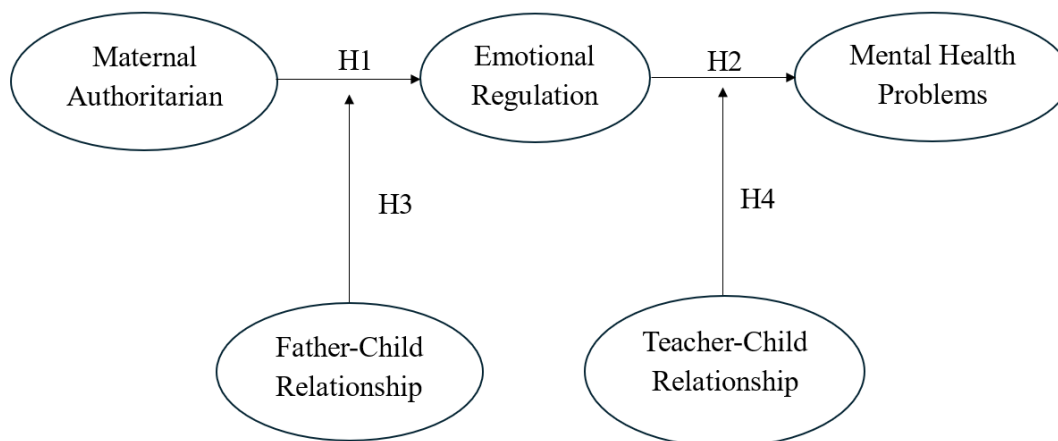 Maternal
Authoritarian
H1
Emotional
Regulation
H2
Mental Health
Problems
H3
H4
Father-Child
Relationship
Teacher-Child
Relationship